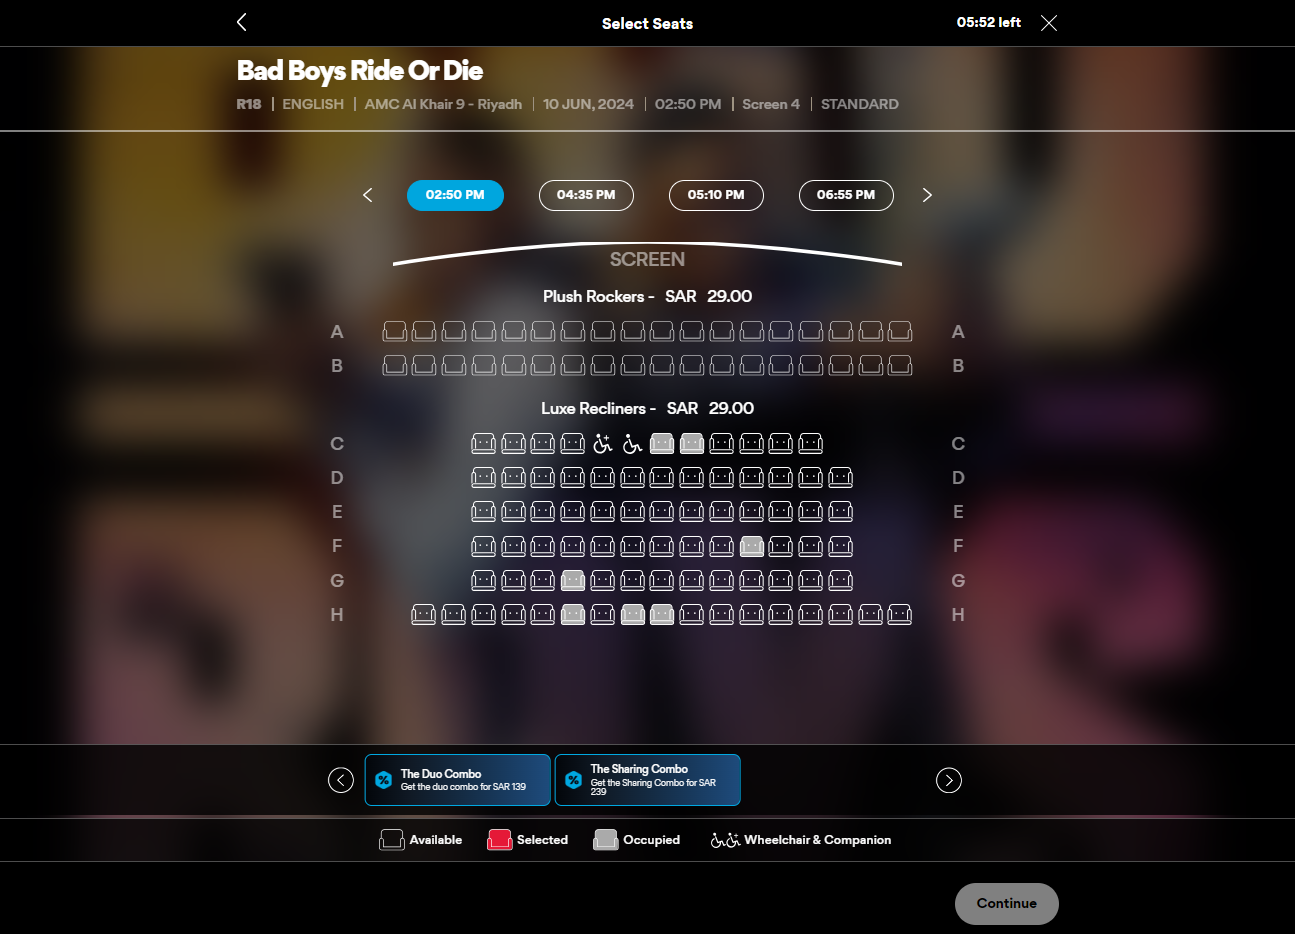 Select Seats
05:52 left
Bad Boys Ride Or Die
R18 | ENGLISH | AMC Al Khair 9 - Riyadh | 10 JUN, 2024 | 02:50 PM | Screen 4 | STANDARD
02:50 PM 04:35 PM 05:10 PM 06:55 PM
SCREEN
Plush Rockers - SAR 29.00
A A
B B
Luxe Recliners - SAR 29.00
C C
D D
E E
F F
G G
H H
The Duo Combo
Get the duo combo for SAR 139
The Sharing Combo
Get the Sharing Combo for SAR
239
Available Selected Occupied Wheelchair & Companion
Continue